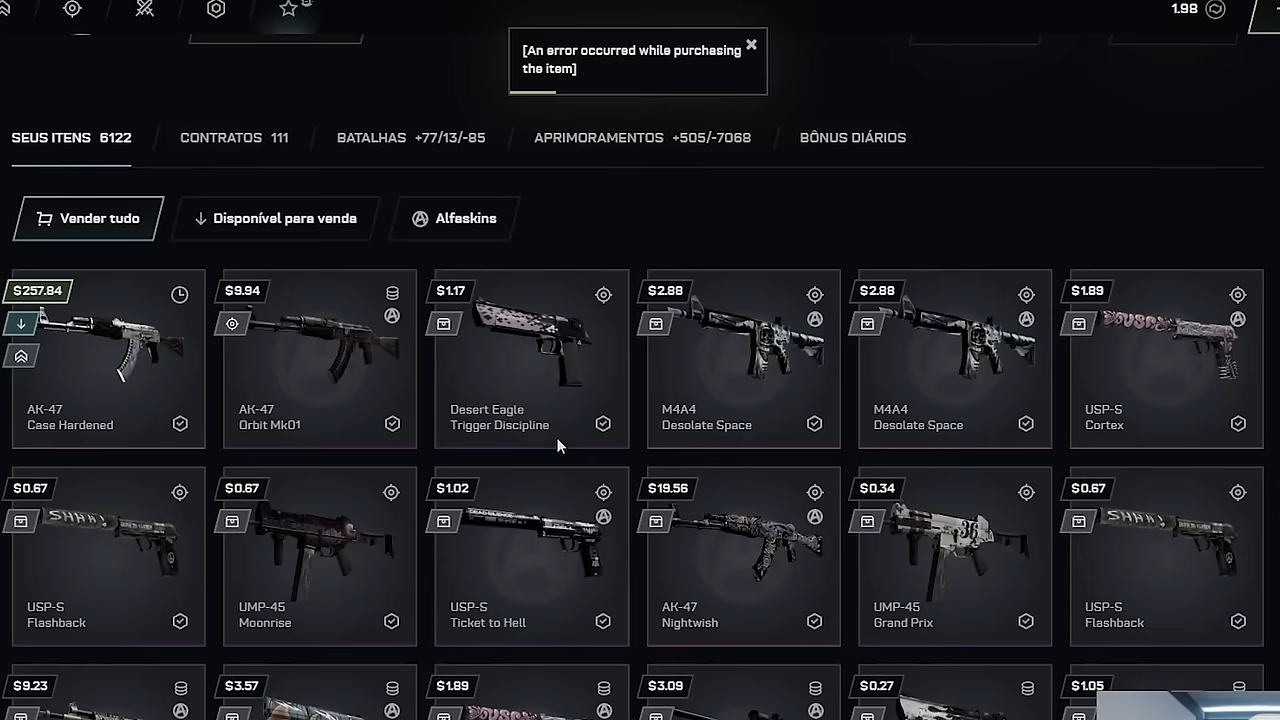 1.98
[An error occurred while purchasing
the item]
SEUS ITENS 6122
CONTRATOS 111
BATALHAS +77/13/-85
APRIMORAMENTOS +505/-7068
BÔNUS DIÁRIOS
Vender tudo
Disponível para venda
Alfaskins
$257.84
AK-47
Case Hardened
$9.94
AK-47
Orbit Mk01
$1.17
Desert Eagle
Trigger Discipline
$2.88
M4A4
Desolate Space
$2.88
M4A4
Desolate Space
$1.89
USP-S
Cortex
$0.67
USP-S
Flashback
$0.67
UMP-45
Moonrise
$1.02
USP-S
Ticket to Hell
$19.56
AK-47
Nightwish
$0.34
UMP-45
Grand Prix
$0.67
USP-S
Flashback
$9.23
$3.57
$1.89
$3.09
$0.27
$1.05